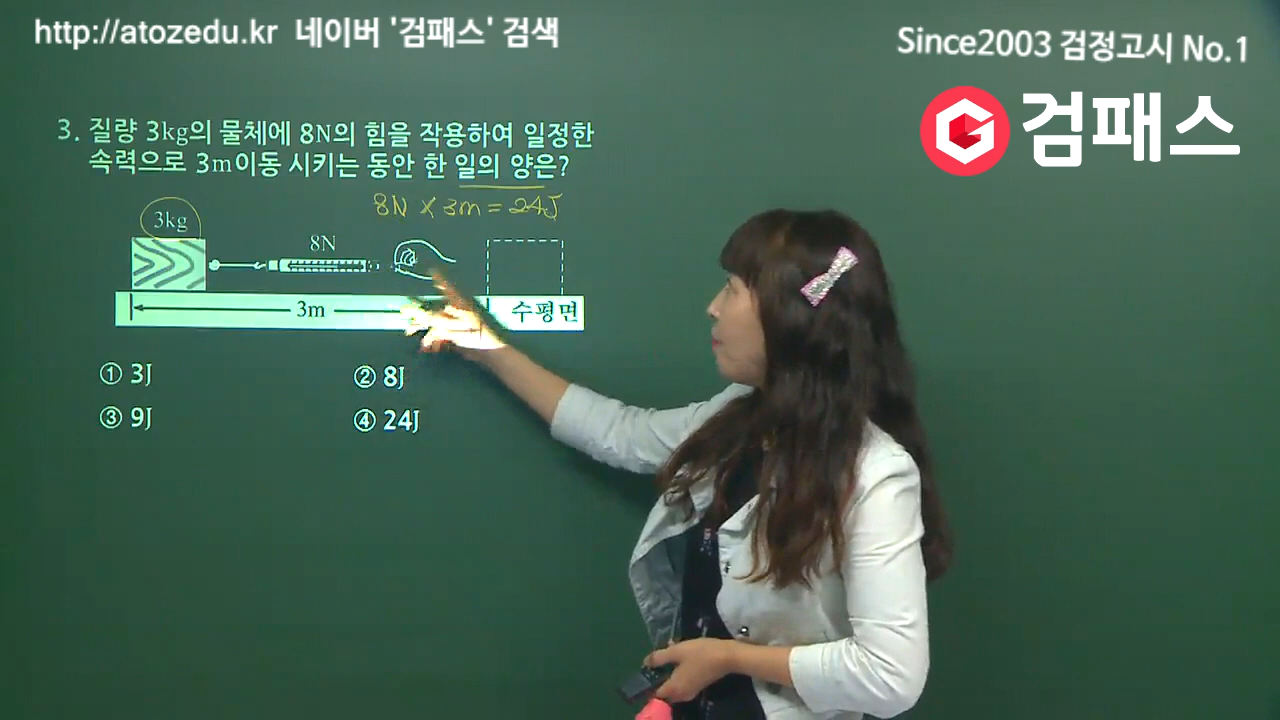 http://atozedu.kr 네이버 '검패스' 검색
Since2003 검정고시 No.1
검패스
3. 질량 3kg의 물체에 8N의 힘을 작용하여 일정한
속력으로 3m이동 시키는 동안 한 일의 양은?
8N × 3m = 24J
3kg
8N
3m
수평면
① 3J
② 8J
③ 9J
④ 24J